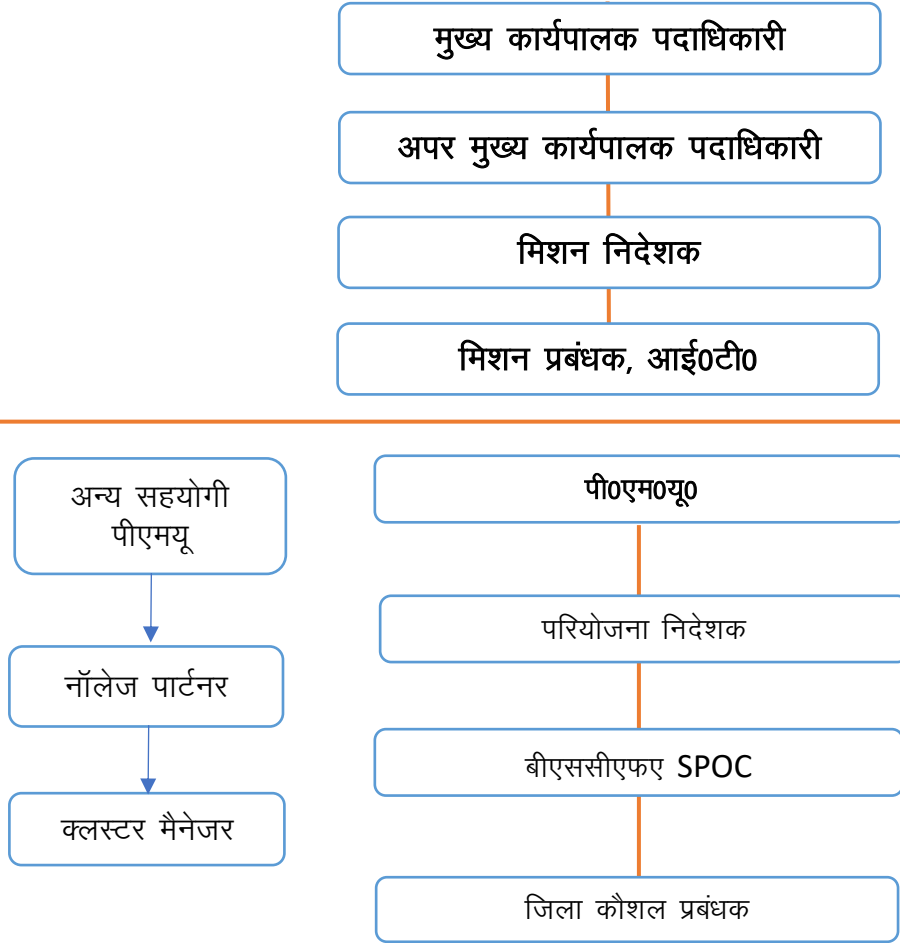 मुख्य कार्यपालक पदाधिकारी
अपर मुख्य कार्यपालक पदाधिकारी
मिशन निदेशक
मिशन प्रबंधक, आई0टी0
अन्य सहयोगी
पीएमयू
नॉलेज पार्टनर
क्लस्टर मैनेजर
पी0एम0यू0
परियोजना निदेशक
बीएससीएफए SPOC
जिला कौशल प्रबंधक